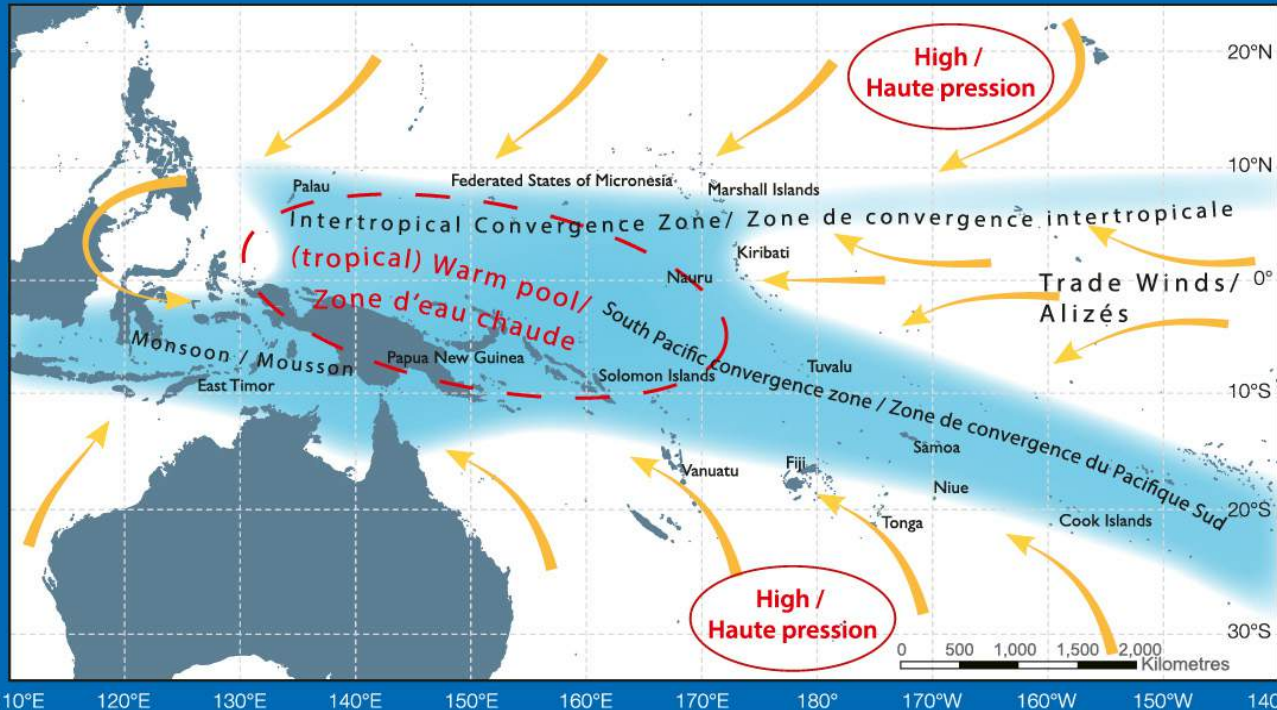 High /
Haute pression
20°N
10°N
Palau
Federated States of Micronesia
Marshall Islands
Intertropical Convergence Zone/ Zone de convergence intertropicale
Kiribati
(tropical) Warm pool/
Zone d'eau chaude
Nauru
0°
Trade Winds/
Alizés
South Pacific convergence zone / Zone de convergence du Pacifique Sud
Monsoon / Mousson
Papua New Guinea
East Timor
Solomon Islands
Tuvalu
10°S
Samoa
Vanuatu
Fiji
Niue
Tonga
Cook Islands
20°S
High /
Haute pression
30°S
0 500 1,000 1,500 2,000
Kilometres
10°E 120°E 130°E 140°E 150°E 160°E 170°E 180° 170°W 160°W 150°W 140